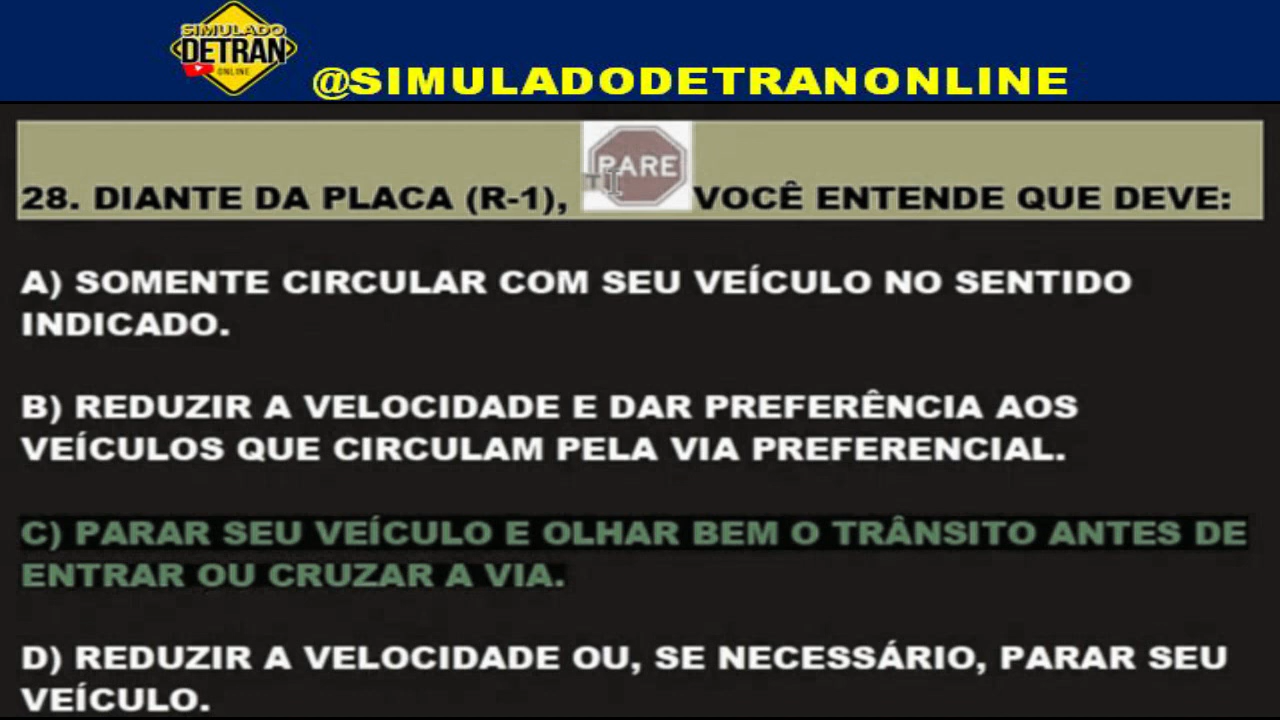 SIMULADO
DETRAN
ONLINE
@SIMULADODETRANONLINE
PARE
28. DIANTE DA PLACA (R-1), VOCÊ ENTENDE QUE DEVE:
A) SOMENTE CIRCULAR COM SEU VEÍCULO NO SENTIDO
INDICADO.
B) REDUZIR A VELOCIDADE E DAR PREFERÊNCIA AOS
VEÍCULOS QUE CIRCULAM PELA VIA PREFERENCIAL.
C) PARAR SEU VEÍCULO E OLHAR BEM O TRÂNSITO ANTES DE
ENTRAR OU CRUZAR A VIA.
D) REDUZIR A VELOCIDADE OU, SE NECESSÁRIO, PARAR SEU
VEÍCULO.